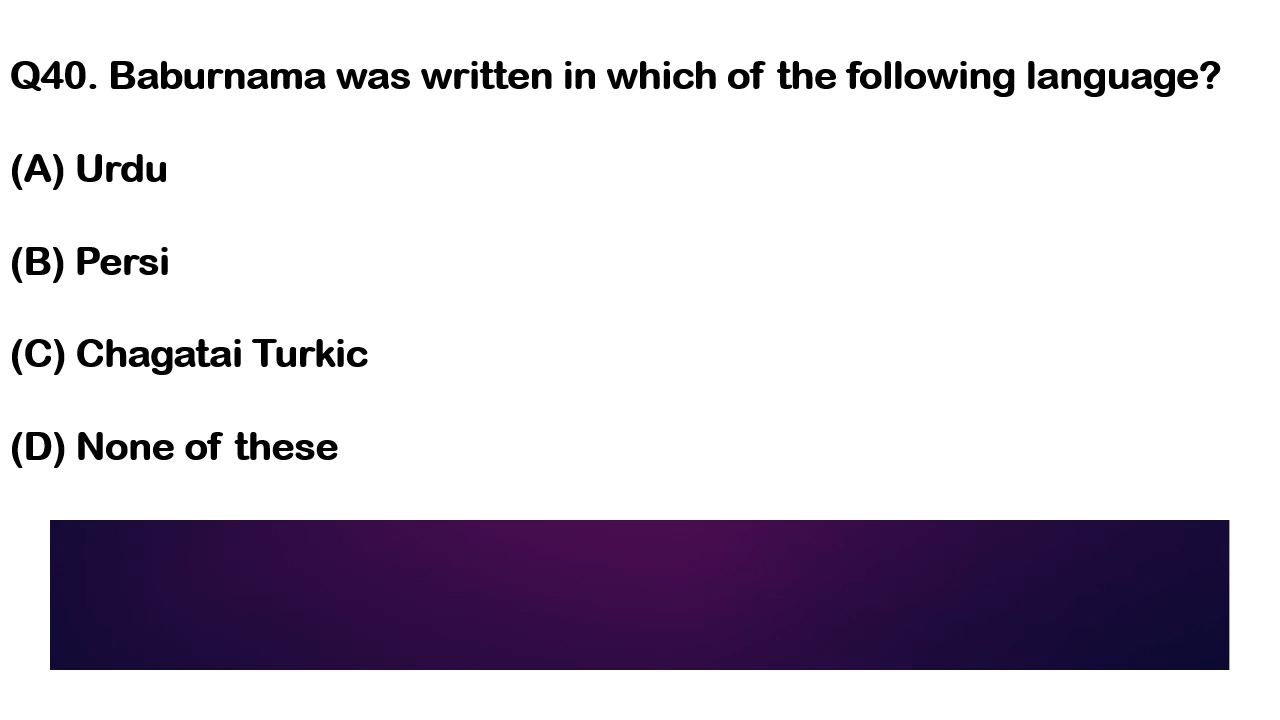 Q40. Baburnama was written in which of the following language?
(A) Urdu
(B) Persi
(C) Chagatai Turkic
(D) None of these